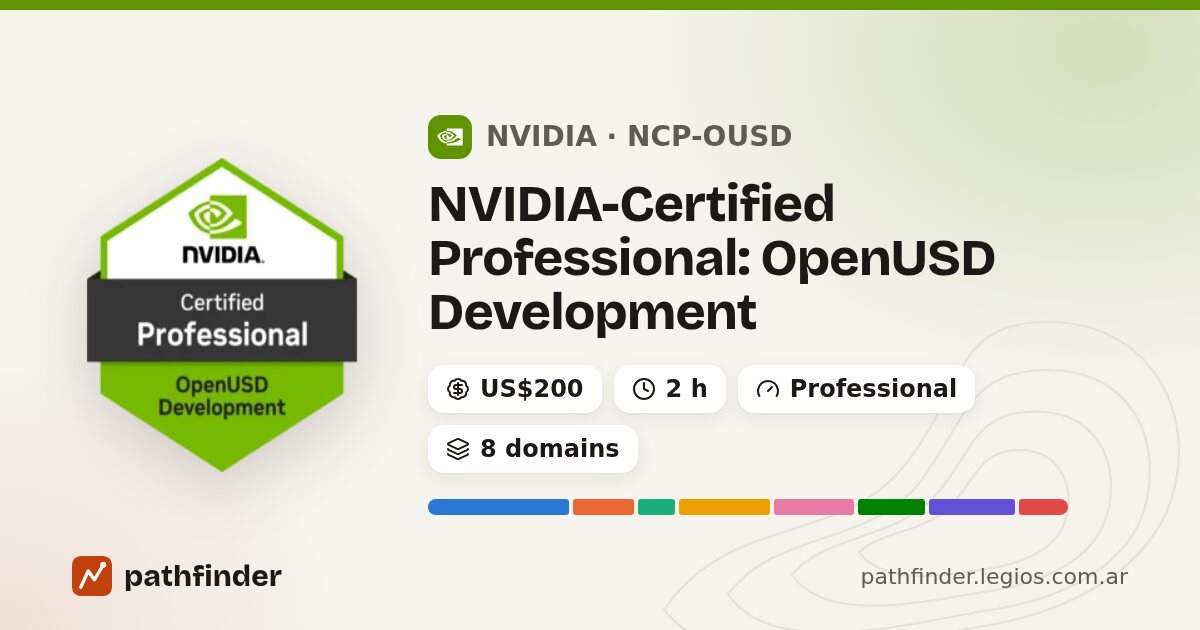 NVIDIA · NCP-OUSD
NVIDIA-Certified
Professional: OpenUSD
Development
NVIDIA.
Certified
Professional
OpenUSD
Development
US$200
2 h
Professional
8 domains
pathfinder
pathfinder.legios.com.ar